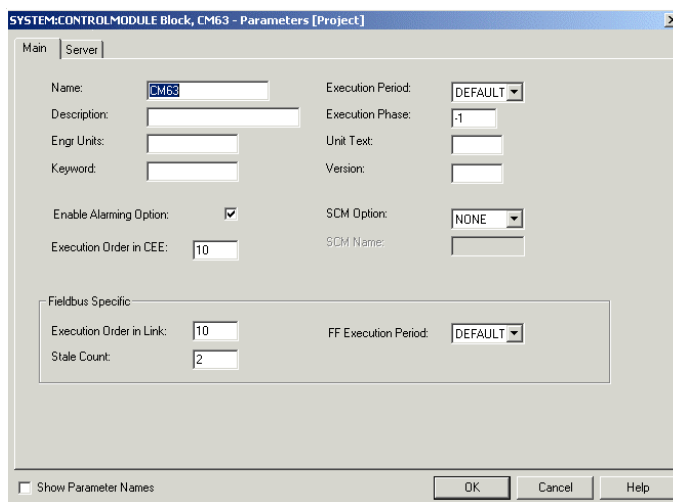 SYSTEM:CONTROLMODULE Block, CM63 - Parameters [Project]
Main Server
Name: CM63 Execution Period: DEFAULT
Description: Execution Phase: -1
Engr Units: Unit Text:
Keyword: Version:
Enable Alarming Option: SCM Option: NONE
Execution Order in CEE: 10 SCM Name:
Fieldbus Specific
Execution Order in Link: 10 FF Execution Period: DEFAULT
Stale Count: 2
Show Parameter Names OK Cancel Help